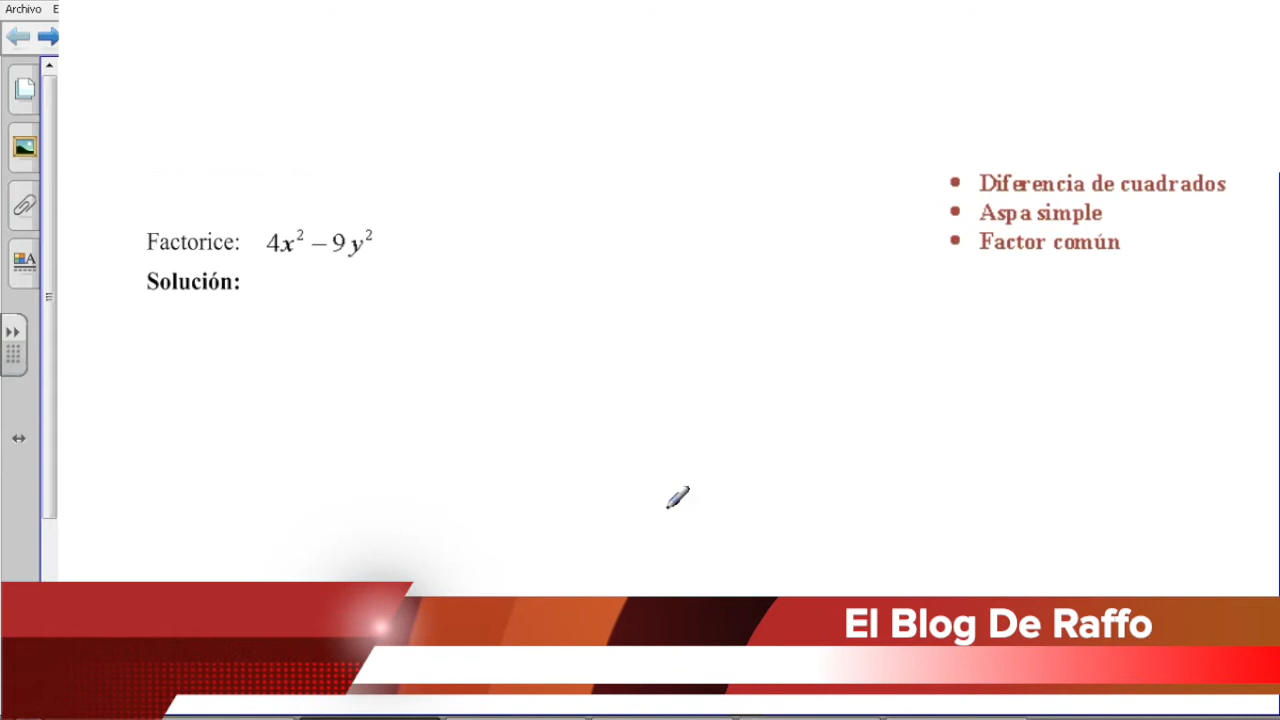 Archivo E
• Diferencia de cuadrados
• Aspa simple
• Factor común
Factorice: 4x² – 9y²
Solución:
El Blog De Raffo